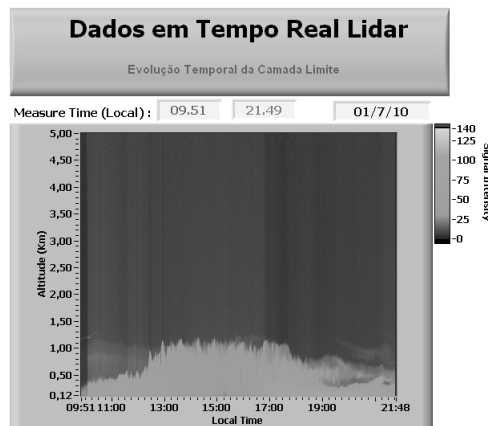 Dados em Tempo Real Lidar
Evolução Temporal da Camada Limite
Measure Time (Local) : 09.51 21.49 01/7/10
5,00
4,50
4,00
3,50
3,00
2,50
2,00
1,50
1,00
0,50
0,12
Altitude (Km)
09:51 11:00 13:00 15:00 17:00 19:00 21:48
Local Time
140
125
100
75
50
25
0
Signal Intensity